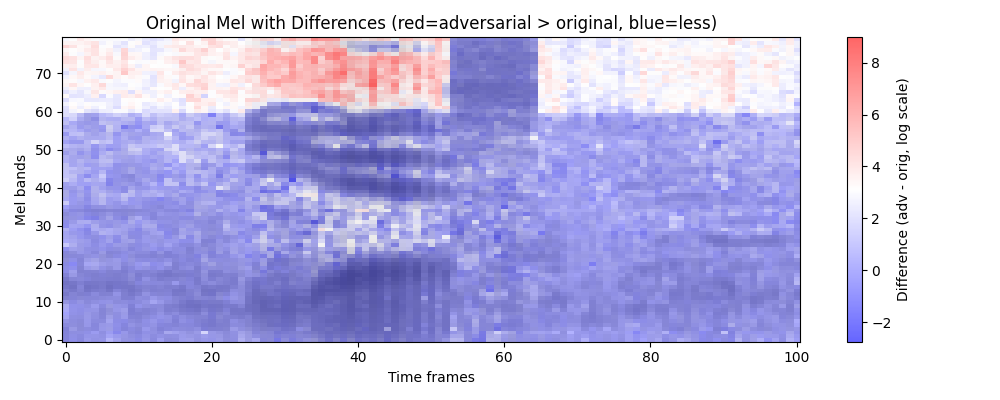 Original Mel with Differences (red=adversarial > original, blue=less)
Mel bands
70
60
50
40
30
20
10
0
0 20 40 60 80 100
Time frames
8
6
4
2
0
−2
Difference (adv - orig, log scale)